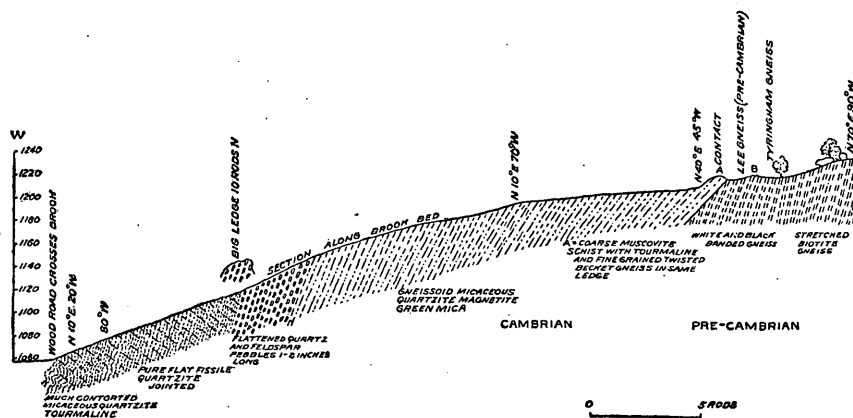 W
1240
1220
1200
1180
1160
1140
1120
1100
1080
1060
WOOD ROAD CROSSES BROOK
N 10°E. 20°W
80°W
BIG LEDGE 10 RODS N
SECTION ALONG BROOK BED
N 10°E 70°W
N40°E 45°W
CONTACT
A
LEE GNEISS (PRE-CAMBRIAN)
B
TYRINGHAM GNEISS
N70°E.90°N
MUCH CONTORTED
MICACEOUS QUARTZITE
TOURMALINE
PURE FLAT FISSILE
QUARTZITE
JOINTED
FLATTENED QUARTZ
AND FELDSPAR
PEBBLES 1-2 INCHES
LONG
GNEISSOID MICACEOUS
QUARTZITE MAGNETITE
GREEN MICA
A = COARSE MUSCOVITE
SCHIST WITH TOURMALINE
AND FINE GRAINED TWISTED
BECKET GNEISS IN SAME
LEDGE
WHITE AND BLACK
BANDED GNEISS
STRETCHED
BIOTITE
GNEISS
CAMBRIAN
PRE-CAMBRIAN
0 5 RODS